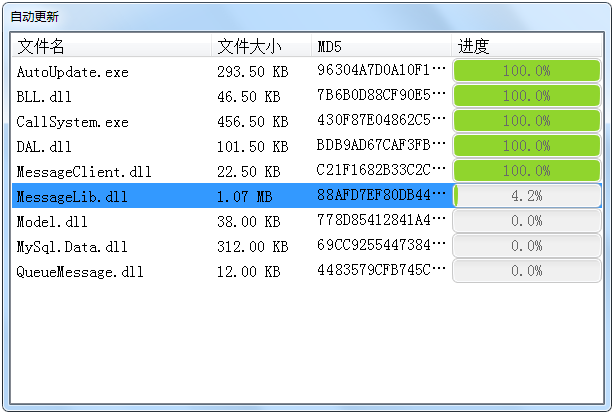 自动更新
文件名 文件大小 MD5 进度
AutoUpdate.exe 293.50 KB 96304A7D0A10F1... 100.0%
BLL.dll 46.50 KB 7B6B0D88CF90E5... 100.0%
CallSystem.exe 456.50 KB 430F87E04862C5... 100.0%
DAL.dll 101.50 KB BDB9AD67CAF3FB... 100.0%
MessageClient.dll 22.50 KB C21F1682B33C2C... 100.0%
MessageLib.dll 1.07 MB 88AFD7EF80DB44... 4.2%
Model.dll 38.00 KB 778D85412841A4... 0.0%
MySql.Data.dll 312.00 KB 69CC9255447384... 0.0%
QueueMessage.dll 12.00 KB 4483579CFB745C... 0.0%